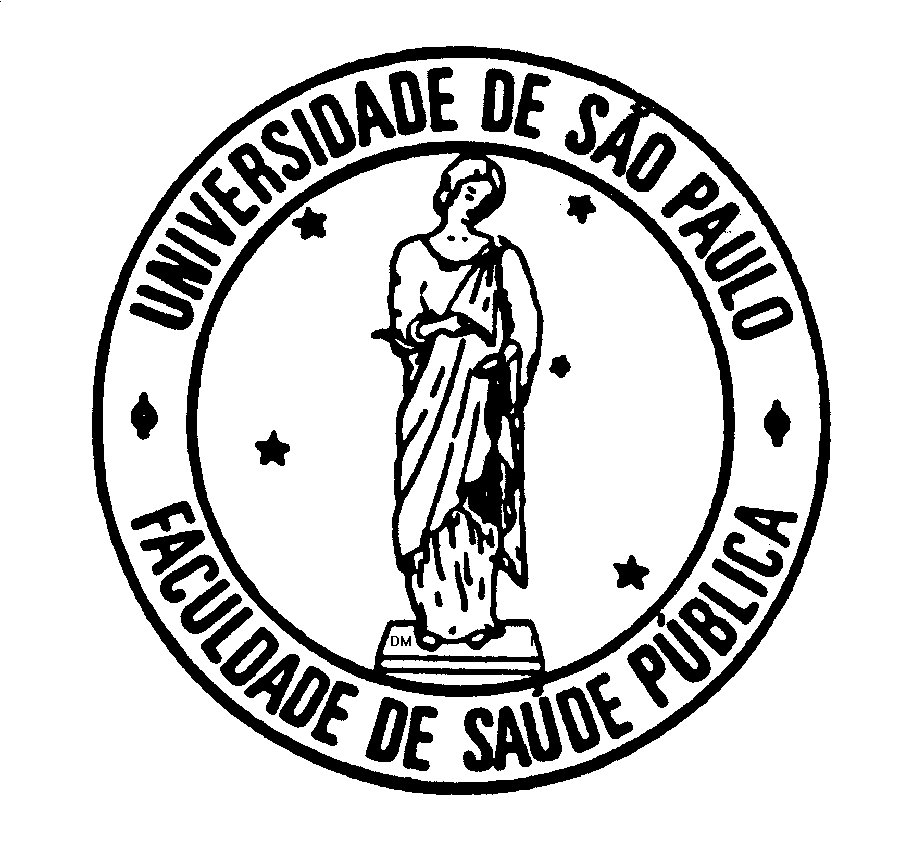 UNIVERSIDADE DE SÃO PAULO
FACULDADE DE SAÚDE PÚBLICA
DM